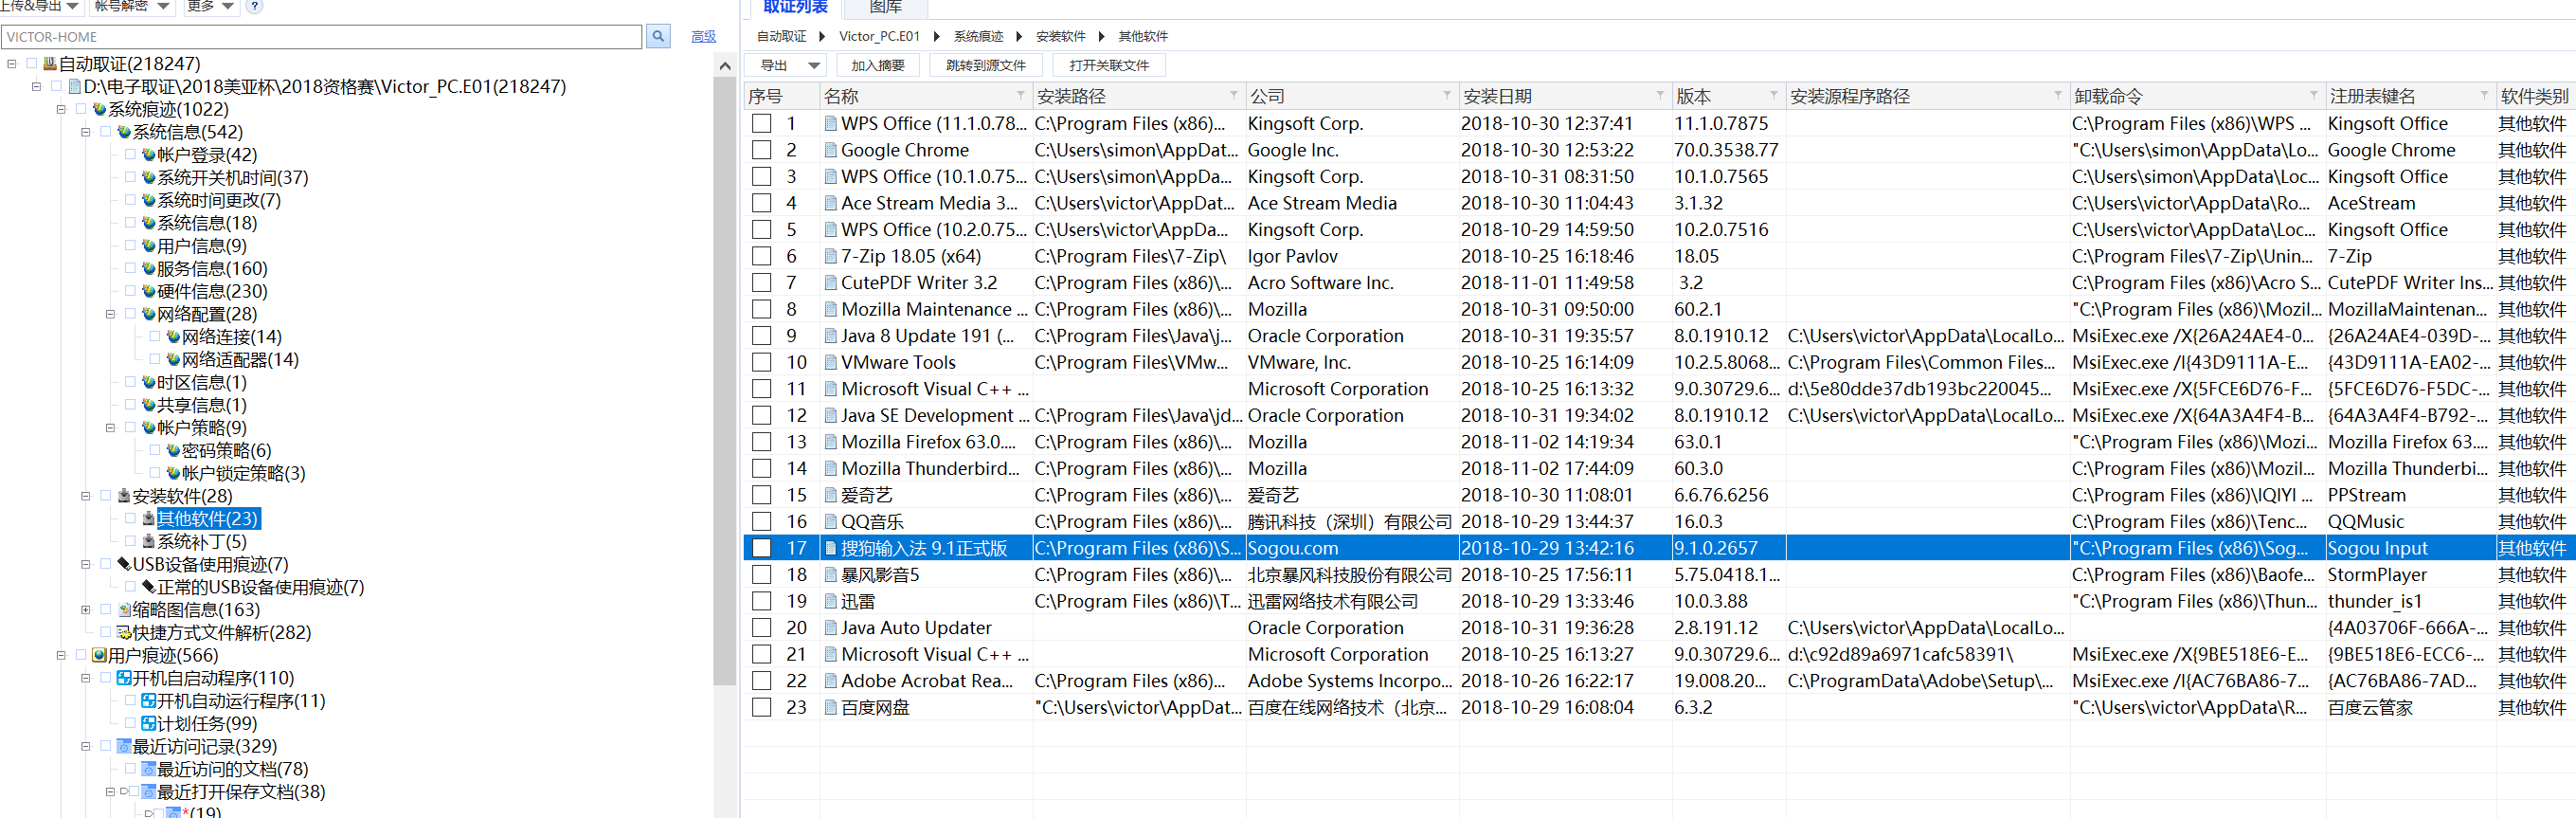 上传&导出 帐号解密 更多 ?
VICTOR-HOME 高级
自动取证(218247)
D:\电子取证\2018美亚杯\2018资格赛\Victor_PC.E01(218247)
系统痕迹(1022)
系统信息(542)
帐户登录(42)
系统开关机时间(37)
系统时间更改(7)
系统信息(18)
用户信息(9)
服务信息(160)
硬件信息(230)
网络配置(28)
网络连接(14)
网络适配器(14)
时区信息(1)
共享信息(1)
帐户策略(9)
密码策略(6)
帐户锁定策略(3)
安装软件(28)
其他软件(23)
系统补丁(5)
USB设备使用痕迹(7)
正常的USB设备使用痕迹(7)
缩略图信息(163)
快捷方式文件解析(282)
用户痕迹(566)
开机自启动程序(110)
开机自动运行程序(11)
计划任务(99)
最近访问记录(329)
最近访问的文档(78)
最近打开保存文档(38)
*(19)
取证列表 图库
自动取证 Victor_PC.E01 系统痕迹 安装软件 其他软件
导出 加入摘要 跳转到源文件 打开关联文件
序号 名称 安装路径 公司 安装日期 版本 安装源程序路径 卸载命令 注册表键名 软件类别
1 WPS Office (11.1.0.78... C:\Program Files (x86)... Kingsoft Corp. 2018-10-30 12:37:41 11.1.0.7875 C:\Program Files (x86)\WPS ... Kingsoft Office 其他软件
2 Google Chrome C:\Users\simon\AppDat... Google Inc. 2018-10-30 12:53:22 70.0.3538.77 "C:\Users\simon\AppData\Lo... Google Chrome 其他软件
3 WPS Office (10.1.0.75... C:\Users\simon\AppDa... Kingsoft Corp. 2018-10-31 08:31:50 10.1.0.7565 C:\Users\simon\AppData\Loc... Kingsoft Office 其他软件
4 Ace Stream Media 3... C:\Users\victor\AppDat... Ace Stream Media 2018-10-30 11:04:43 3.1.32 C:\Users\victor\AppData\Ro... AceStream 其他软件
5 WPS Office (10.2.0.75... C:\Users\victor\AppDa... Kingsoft Corp. 2018-10-29 14:59:50 10.2.0.7516 C:\Users\victor\AppData\Loc... Kingsoft Office 其他软件
6 7-Zip 18.05 (x64) C:\Program Files\7-Zip\ Igor Pavlov 2018-10-25 16:18:46 18.05 C:\Program Files\7-Zip\Unin... 7-Zip 其他软件
7 CutePDF Writer 3.2 C:\Program Files (x86)\... Acro Software Inc. 2018-11-01 11:49:58 3.2 C:\Program Files (x86)\Acro S... CutePDF Writer Ins... 其他软件
8 Mozilla Maintenance ... Mozilla 2018-10-31 09:50:00 60.2.1 "C:\Program Files (x86)\Mozil... MozillaMaintenan... 其他软件
9 Java 8 Update 191 (... C:\Program Files\Java\j... Oracle Corporation 2018-10-31 19:35:57 8.0.1910.12 C:\Users\victor\AppData\LocalLo... MsiExec.exe /X{26A24AE4-0... {26A24AE4-039D-... 其他软件
10 VMware Tools C:\Program Files\VMw... VMware, Inc. 2018-10-25 16:14:09 10.2.5.8068... C:\Program Files\Common Files... MsiExec.exe /I{43D9111A-E... {43D9111A-EA02-... 其他软件
11 Microsoft Visual C++ ... Microsoft Corporation 2018-10-25 16:13:32 9.0.30729.6... d:\5e80dde37db193bc220045... MsiExec.exe /X{5FCE6D76-F... {5FCE6D76-F5DC-... 其他软件
12 Java SE Development ... C:\Program Files\Java\jd... Oracle Corporation 2018-10-31 19:34:02 8.0.1910.12 C:\Users\victor\AppData\LocalLo... MsiExec.exe /X{64A3A4F4-B... {64A3A4F4-B792-... 其他软件
13 Mozilla Firefox 63.0.... C:\Program Files (x86)\... Mozilla 2018-11-02 14:19:34 63.0.1 "C:\Program Files (x86)\Mozi... Mozilla Firefox 63.... 其他软件
14 Mozilla Thunderbird... C:\Program Files (x86)\... Mozilla 2018-11-02 17:44:09 60.3.0 C:\Program Files (x86)\Mozil... Mozilla Thunderbi... 其他软件
15 爱奇艺 C:\Program Files (x86)\... 爱奇艺 2018-10-30 11:08:01 6.6.76.6256 C:\Program Files (x86)\IQIYI ... PPStream 其他软件
16 QQ音乐 C:\Program Files (x86)\... 腾讯科技（深圳）有限公司 2018-10-29 13:44:37 16.0.3 C:\Program Files (x86)\Tenc... QQMusic 其他软件
17 搜狗输入法 9.1正式版 C:\Program Files (x86)\S... Sogou.com 2018-10-29 13:42:16 9.1.0.2657 "C:\Program Files (x86)\Sog... Sogou Input 其他软件
18 暴风影音5 C:\Program Files (x86)\... 北京暴风科技股份有限公司 2018-10-25 17:56:11 5.75.0418.1... C:\Program Files (x86)\Baofe... StormPlayer 其他软件
19 迅雷 C:\Program Files (x86)\T... 迅雷网络技术有限公司 2018-10-29 13:33:46 10.0.3.88 "C:\Program Files (x86)\Thun... thunder_is1 其他软件
20 Java Auto Updater Oracle Corporation 2018-10-31 19:36:28 2.8.191.12 C:\Users\victor\AppData\LocalLo... {4A03706F-666A-... 其他软件
21 Microsoft Visual C++ ... Microsoft Corporation 2018-10-25 16:13:27 9.0.30729.6... d:\c92d89a6971cafc58391\ MsiExec.exe /X{9BE518E6-E... {9BE518E6-ECC6-... 其他软件
22 Adobe Acrobat Rea... C:\Program Files (x86)... Adobe Systems Incorpo... 2018-10-26 16:22:17 19.008.20... C:\ProgramData\Adobe\Setup\... MsiExec.exe /I{AC76BA86-7... {AC76BA86-7AD... 其他软件
23 百度网盘 "C:\Users\victor\AppDat... 百度在线网络技术（北京... 2018-10-29 16:08:04 6.3.2 "C:\Users\victor\AppData\R... 百度云管家 其他软件